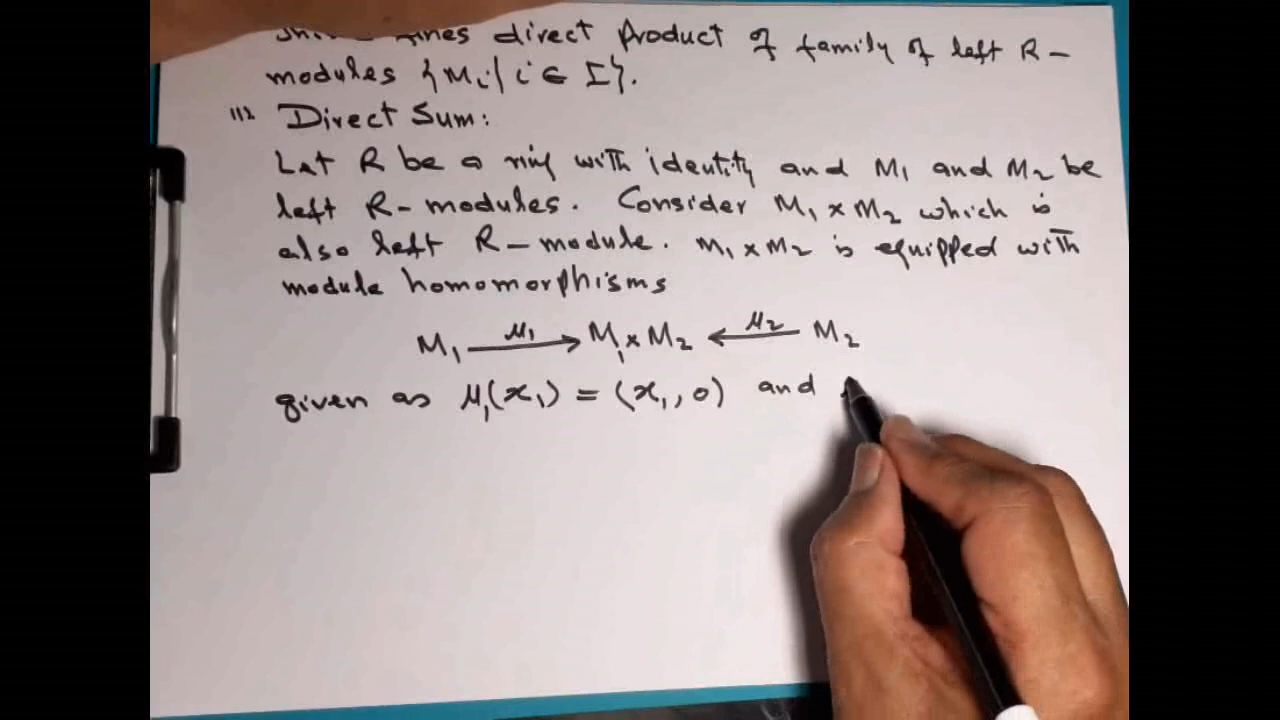 defines direct product of family of left R-
modules {Mi | i ∈ I}.
iii) Direct Sum:
Let R be a ring with identity and M₁ and M₂ be
left R-modules. Consider M₁ × M₂ which is
also left R-module. M₁ × M₂ is equipped with
module homomorphisms
M₁ —μ₁→ M₁ × M₂ ←μ₂— M₂
given as μ₁(x₁) = (x₁, 0) and